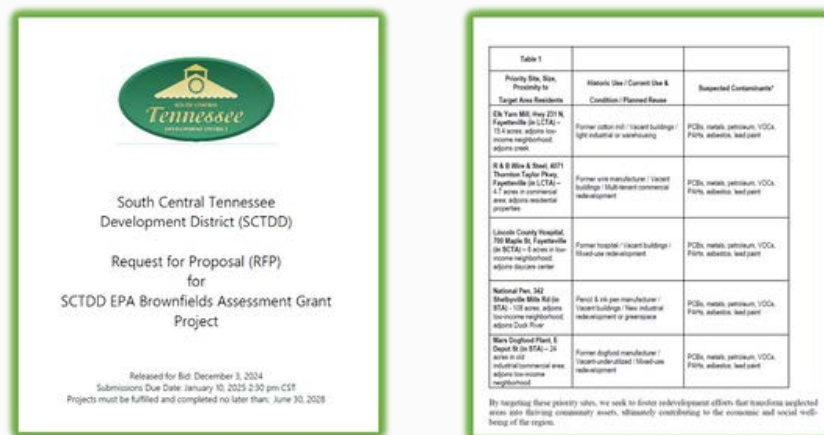 SOUTH CENTRAL
Tennessee
DEVELOPMENT DISTRICT
South Central Tennessee
Development District (SCTDD)
Request for Proposal (RFP)
for
SCTDD EPA Brownfields Assessment Grant
Project
Released for Bid: December 3, 2024
Submissions Due Date: January 10, 2025 2:30 pm CST
Projects must be fulfilled and completed no later than: June 30, 2028
Table 1
Priority Site, Size,
Proximity to
Target Area Residents
Historic Use / Current Use &
Condition / Planned Reuse
Suspected Contaminants*
Elk Yarn Mill, Hwy 231 N,
Fayetteville (in LCTA) –
15.4 acres; adjoins low-
income neighborhood;
adjoins creek
Former cotton mill / Vacant buildings /
light industrial or warehousing
PCBs, metals, petroleum, VOCs,
PAHs, asbestos, lead paint
R & B Wire & Steel, 4071
Thornton Taylor Pkwy,
Fayetteville (in LCTA) –
4.7 acres in commercial
area; adjoins residential
properties
Former wire manufacturer / Vacant
buildings / Multi-tenant commercial
redevelopment
PCBs, metals, petroleum, VOCs,
PAHs, asbestos, lead paint
Lincoln County Hospital,
700 Maple St, Fayetteville
(in BCTA) – 6 acres in low-
income neighborhood;
adjoins daycare center
Former hospital / Vacant buildings /
Mixed-use redevelopment
PCBs, metals, petroleum, VOCs,
PAHs, asbestos, lead paint
National Pen, 342
Shelbyville Mills Rd (in
BTA) - 108 acres; adjoins
low-income neighborhood;
adjoins Duck River
Pencil & ink pen manufacturer /
Vacant buildings / New industrial
redevelopment or greenspace
PCBs, metals, petroleum, VOCs,
PAHs, asbestos, lead paint
Mars Dogfood Plant, 5
Depot St (in BTA) – 24
acres in old
industrial/commercial area;
adjoins low-income
neighborhood
Former dogfood manufacturer /
Vacant-underutilized / Mixed-use
redevelopment
PCBs, metals, petroleum, VOCs,
PAHs, asbestos, lead paint
By targeting these priority sites, we seek to foster redevelopment efforts that transform neglected
areas into thriving community assets, ultimately contributing to the economic and social well-
being of the region.